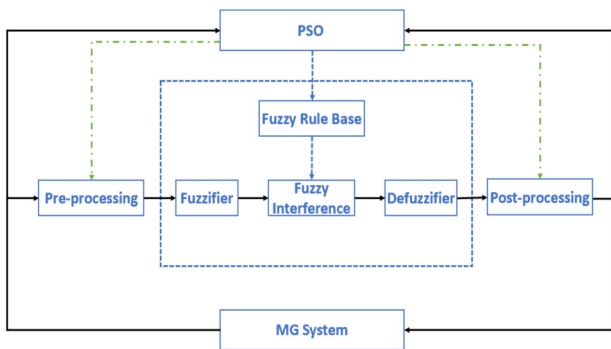 PSO
Fuzzy Rule Base
Pre-processing
Fuzzifier
Fuzzy
Interference
Defuzzifier
Post-processing
MG System